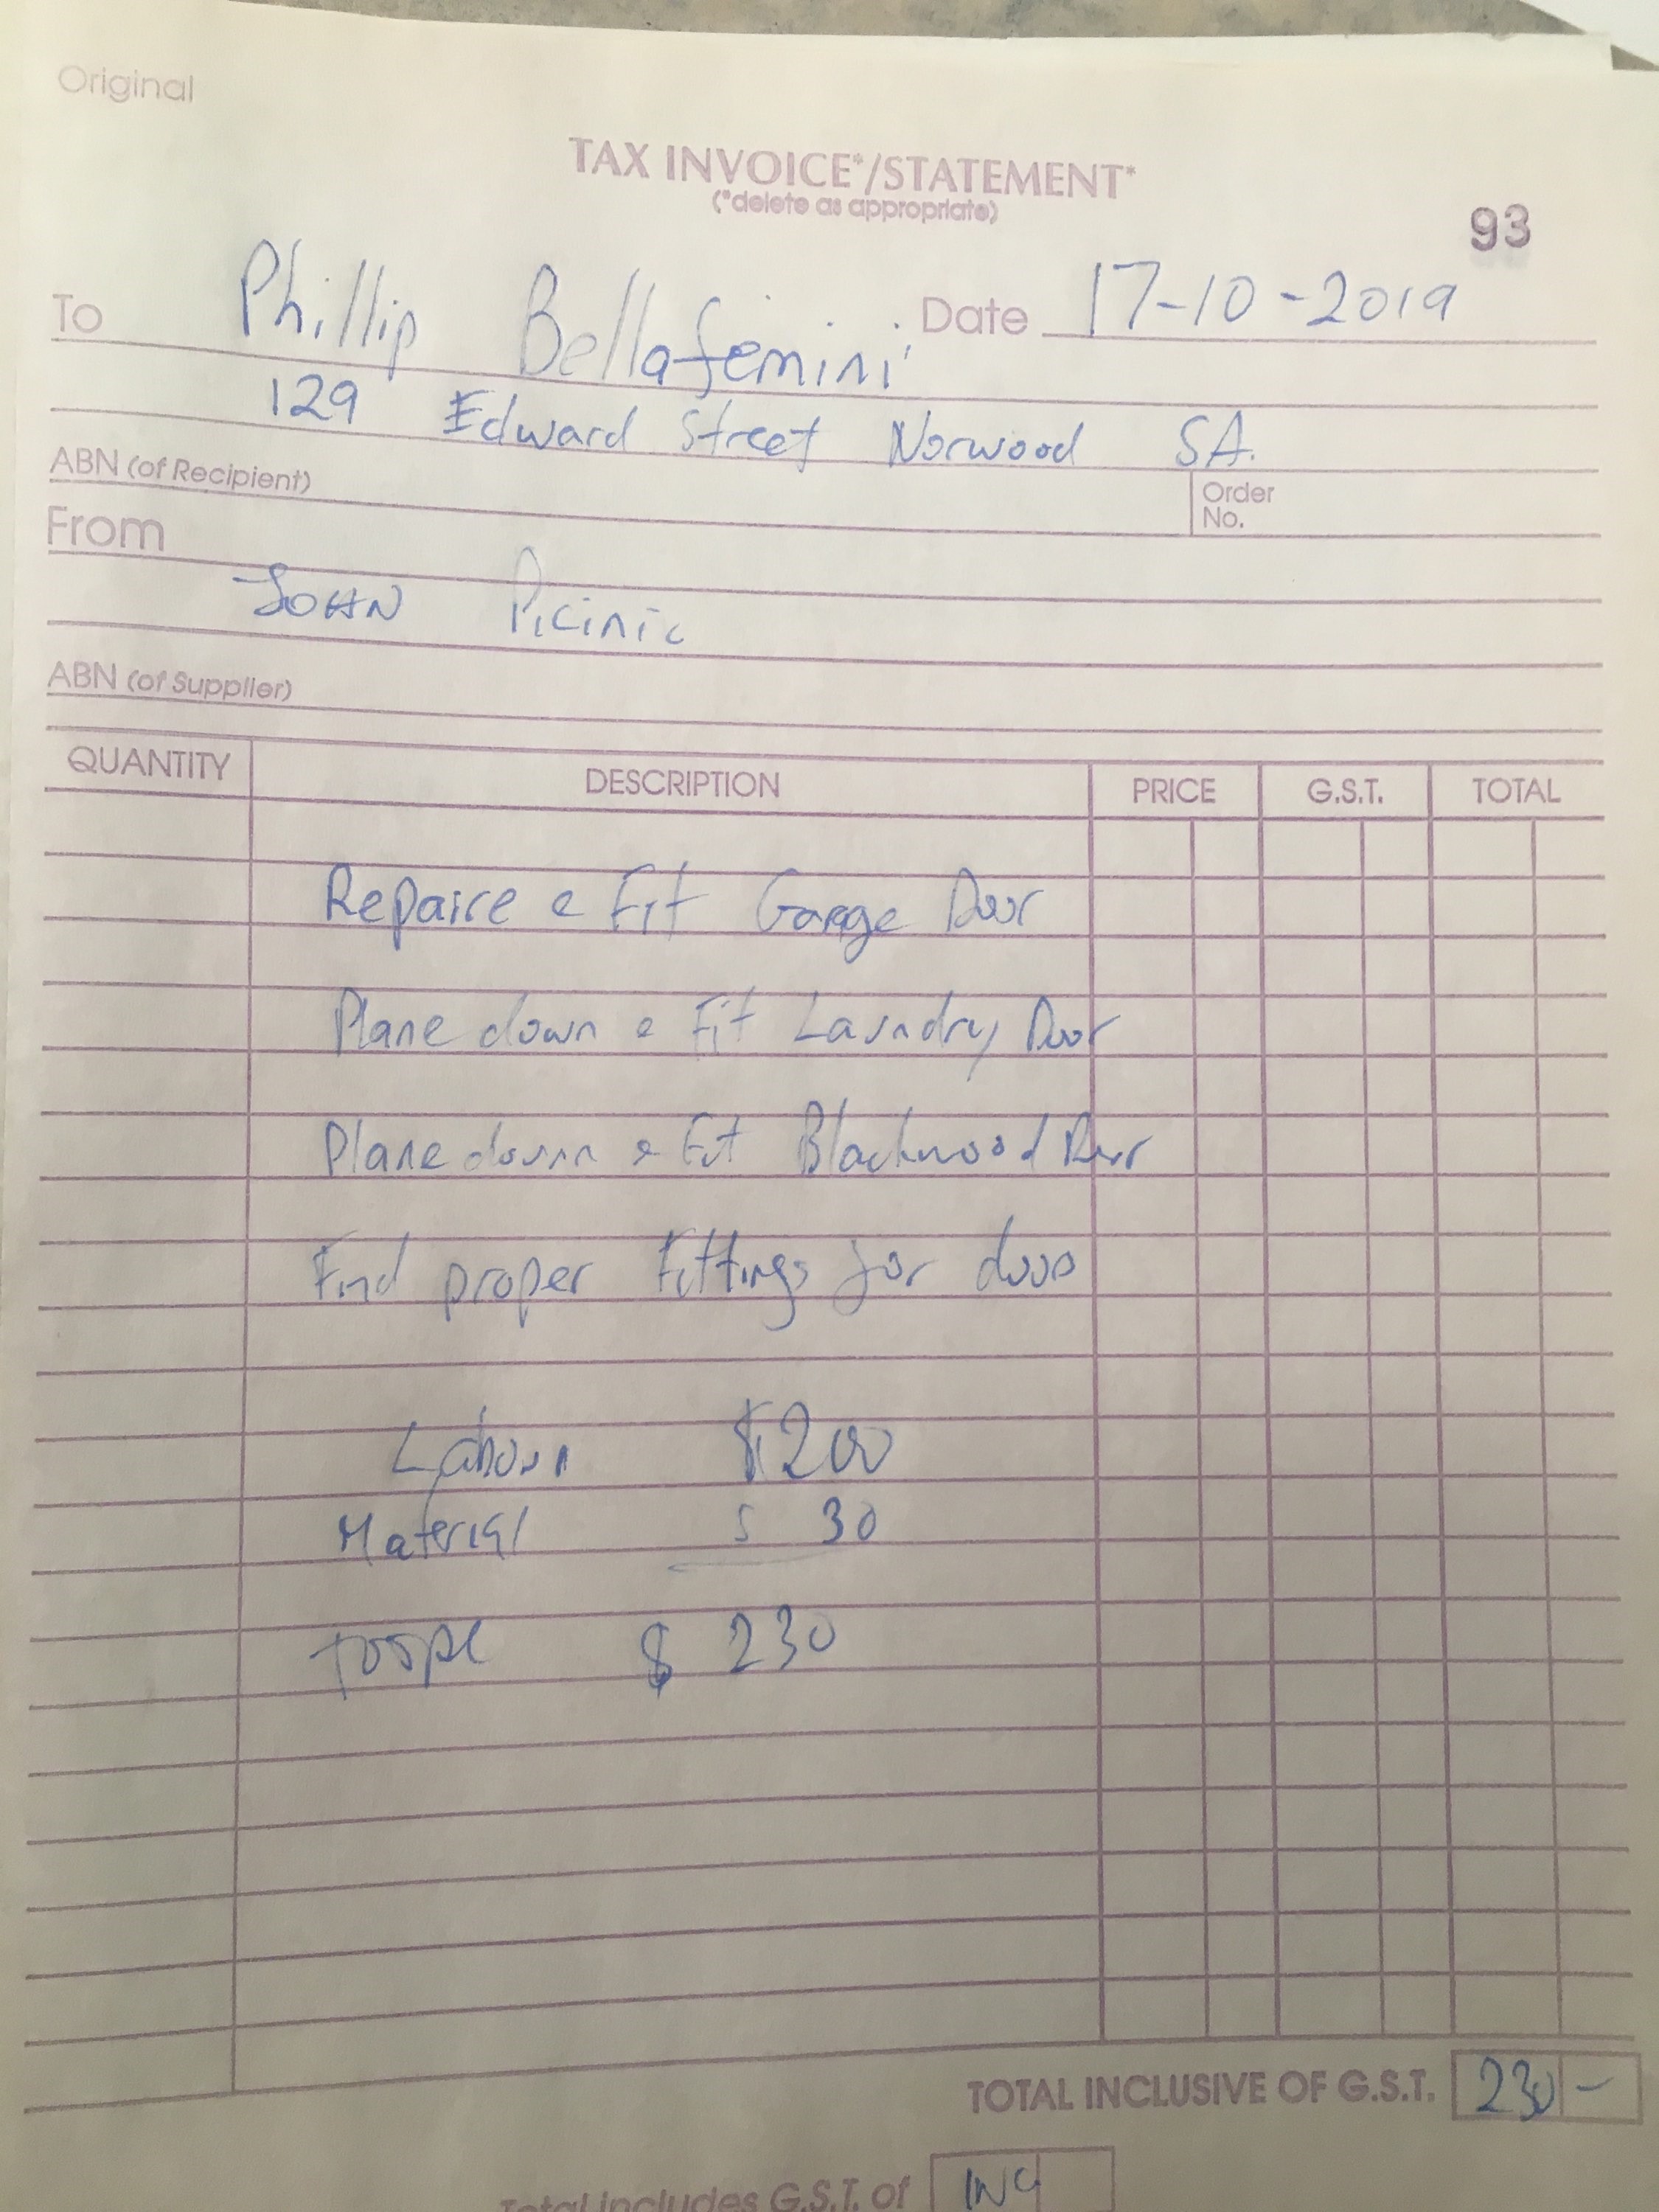 Original
TAX INVOICE*/STATEMENT*
(*delete as appropriate)
93
To Phillip Bellafemini Date 17-10-2019
129 Edward Street Norwood SA.
ABN (of Recipient)
Order No.
From
JOHN Picinic
ABN (of Supplier)
QUANTITY DESCRIPTION PRICE G.S.T. TOTAL
Repaire e Fit Garage Door
Plane down e Fit Laundry Door
Plane down e Fit Blackwood Door
Find proper Fittings for door
Labour $200
Material $ 30
$ 230
TOTAL INCLUSIVE OF G.S.T. 230 -
Total includes G.S.T. of